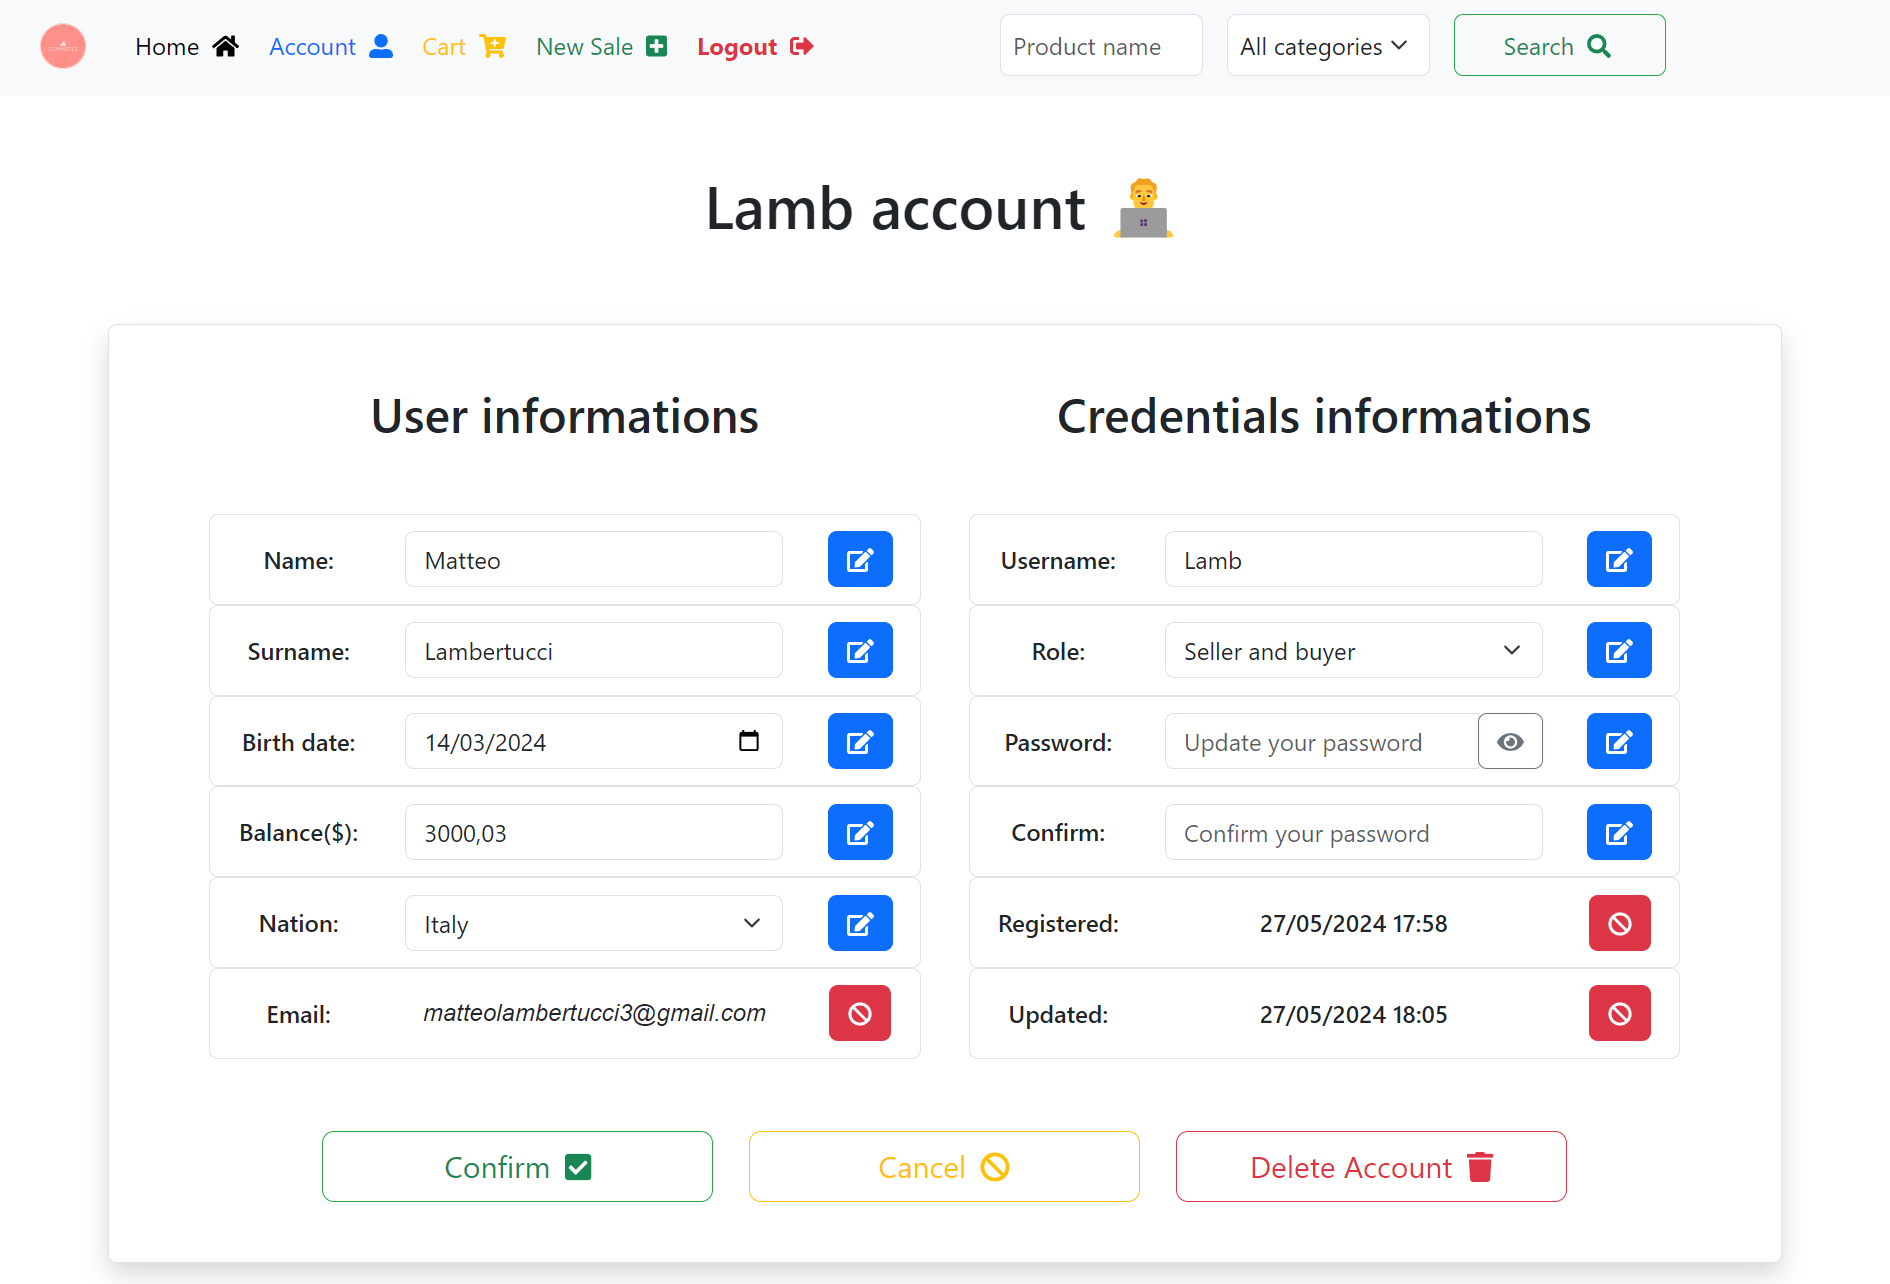 Home Account Cart New Sale Logout Product name All categories Search
Lamb account
User informations
Credentials informations
Name: Matteo
Username: Lamb
Surname: Lambertucci
Role: Seller and buyer
Birth date: 14/03/2024
Password: Update your password
Balance($): 3000,03
Confirm: Confirm your password
Nation: Italy
Registered: 27/05/2024 17:58
Email: matteolambertucci3@gmail.com
Updated: 27/05/2024 18:05
Confirm Cancel Delete Account